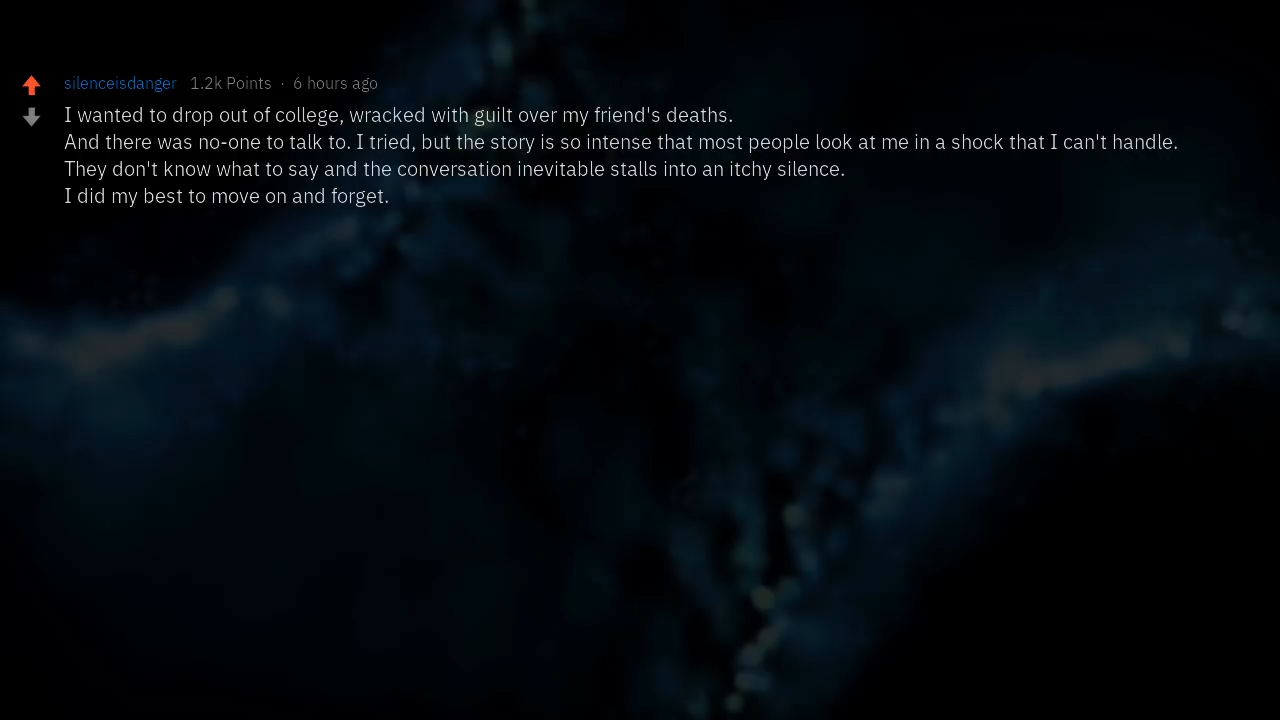 silenceisdanger 1.2k Points · 6 hours ago
I wanted to drop out of college, wracked with guilt over my friend's deaths.
And there was no-one to talk to. I tried, but the story is so intense that most people look at me in a shock that I can't handle.
They don't know what to say and the conversation inevitable stalls into an itchy silence.
I did my best to move on and forget.